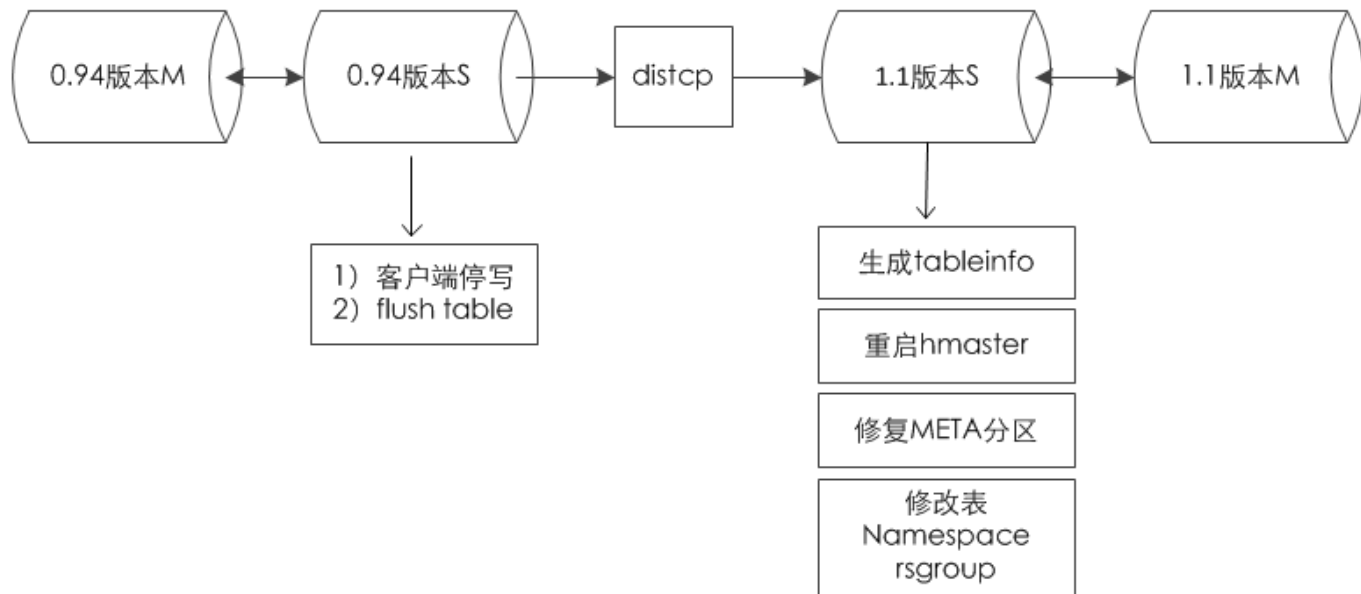 0.94版本M
0.94版本S
distcp
1.1版本S
1.1版本M
1）客户端停写
2）flush table
生成tableinfo
重启hmaster
修复META分区
修改表
Namespace
rsgroup